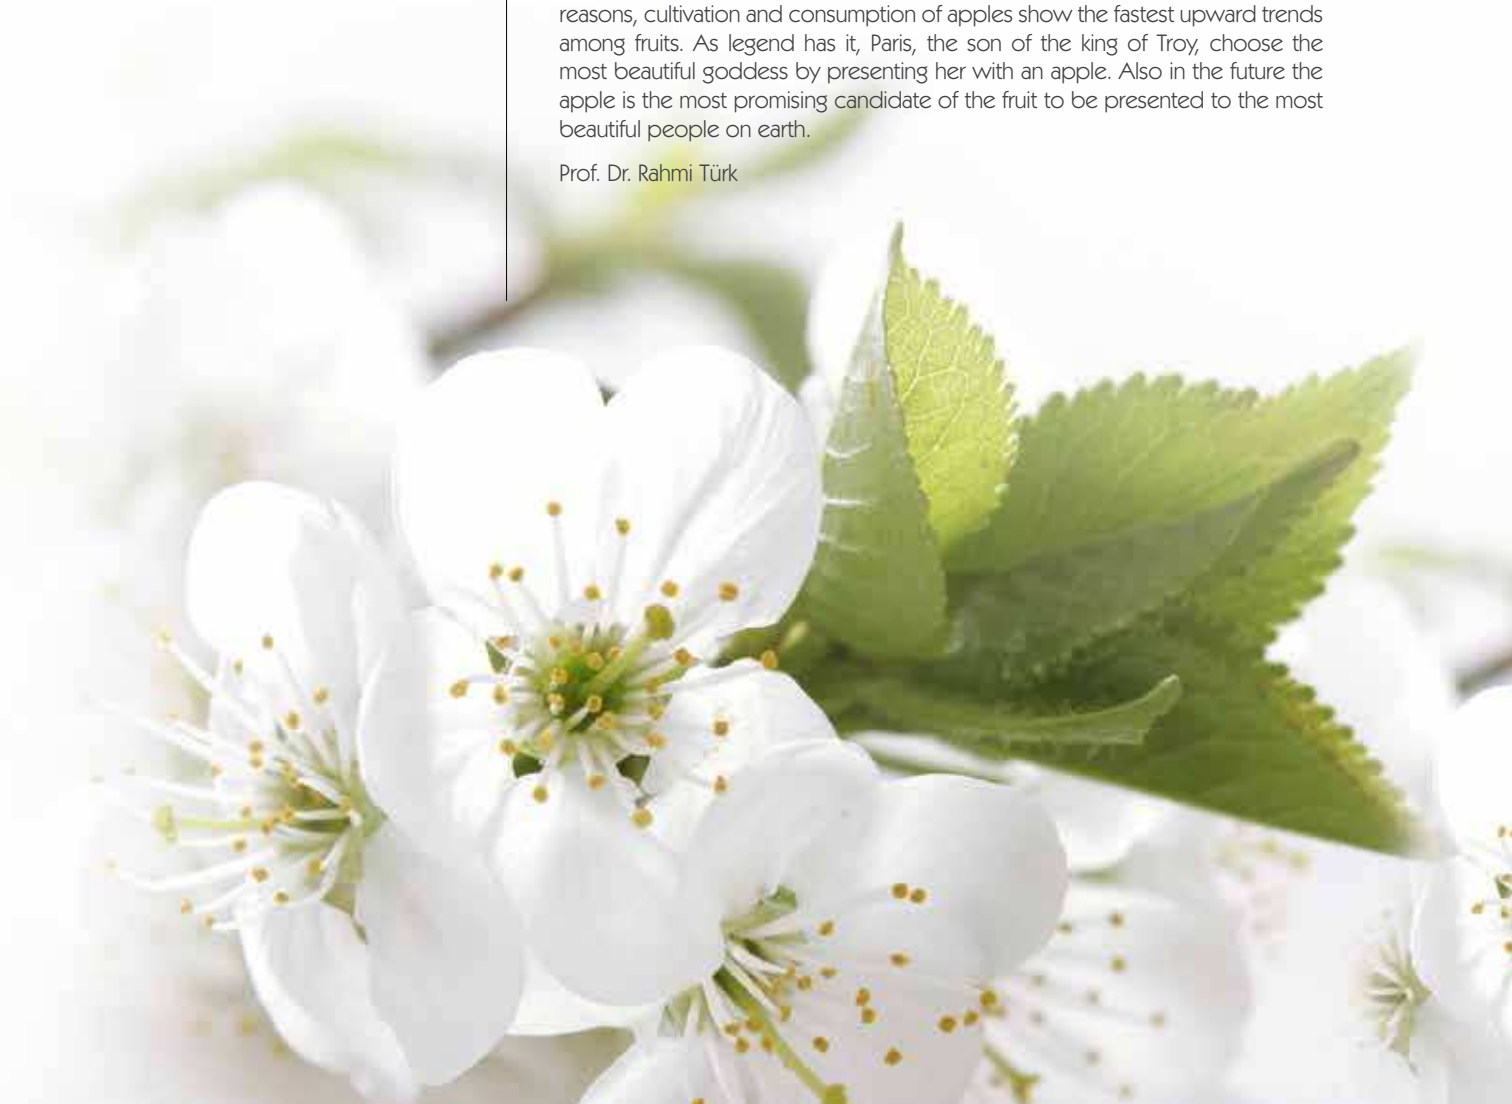 reasons, cultivation and consumption of apples show the fastest upward trends
among fruits. As legend has it, Paris, the son of the king of Troy, choose the
most beautiful goddess by presenting her with an apple. Also in the future the
apple is the most promising candidate of the fruit to be presented to the most
beautiful people on earth.
Prof. Dr. Rahmi Türk